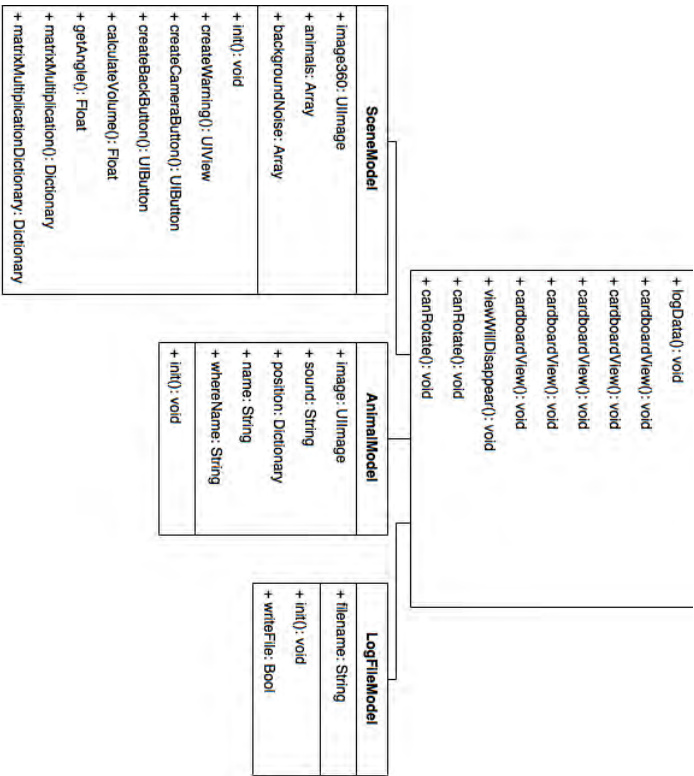 + logData(): void
+ cardboardView(): void
+ cardboardView(): void
+ cardboardView(): void
+ cardboardView(): void
+ cardboardView(): void
+ viewWillDisappear(): void
+ canRotate(): void
+ canRotate(): void
SceneModel
+ image360: UIImage
+ animals: Array
+ backgroundNoise: Array
+ init(): void
+ createWarning(): UIView
+ createCameraButton(): UIButton
+ createBackButton(): UIButton
+ calculateVolume(): Float
+ getAngle(): Float
+ matrixMultiplication(): Dictionary
+ matrixMultiplicationDictionary: Dictionary
AnimalModel
+ image: UIImage
+ sound: String
+ position: Dictionary
+ name: String
+ whereName: String
+ init(): void
LogFileModel
+ filename: String
+ init(): void
+ writeFile: Bool